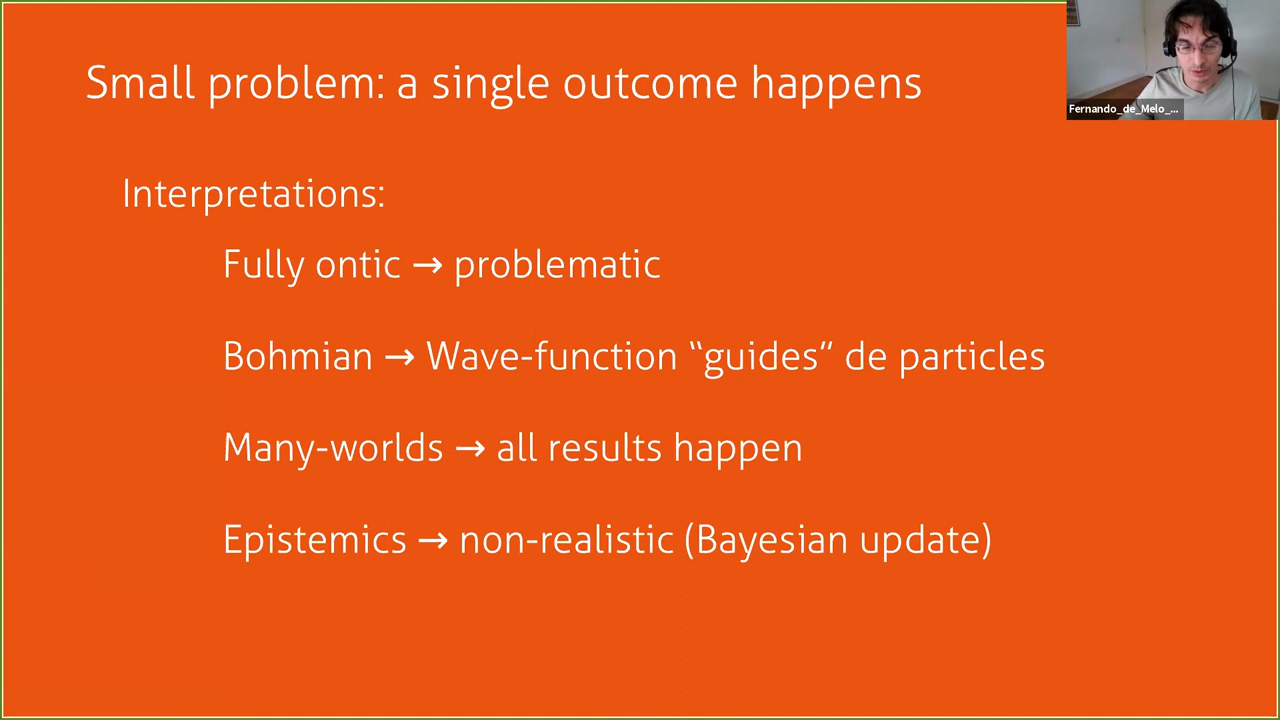 Small problem: a single outcome happens
Fernando_de_Melo_...
Interpretations:
Fully ontic → problematic
Bohmian → Wave-function “guides” de particles
Many-worlds → all results happen
Epistemics → non-realistic (Bayesian update)